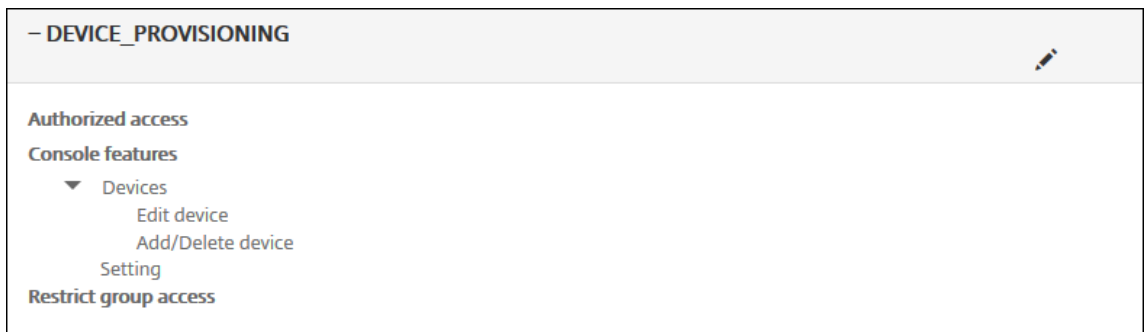 – DEVICE_PROVISIONING
Authorized access
Console features
Devices
Edit device
Add/Delete device
Setting
Restrict group access